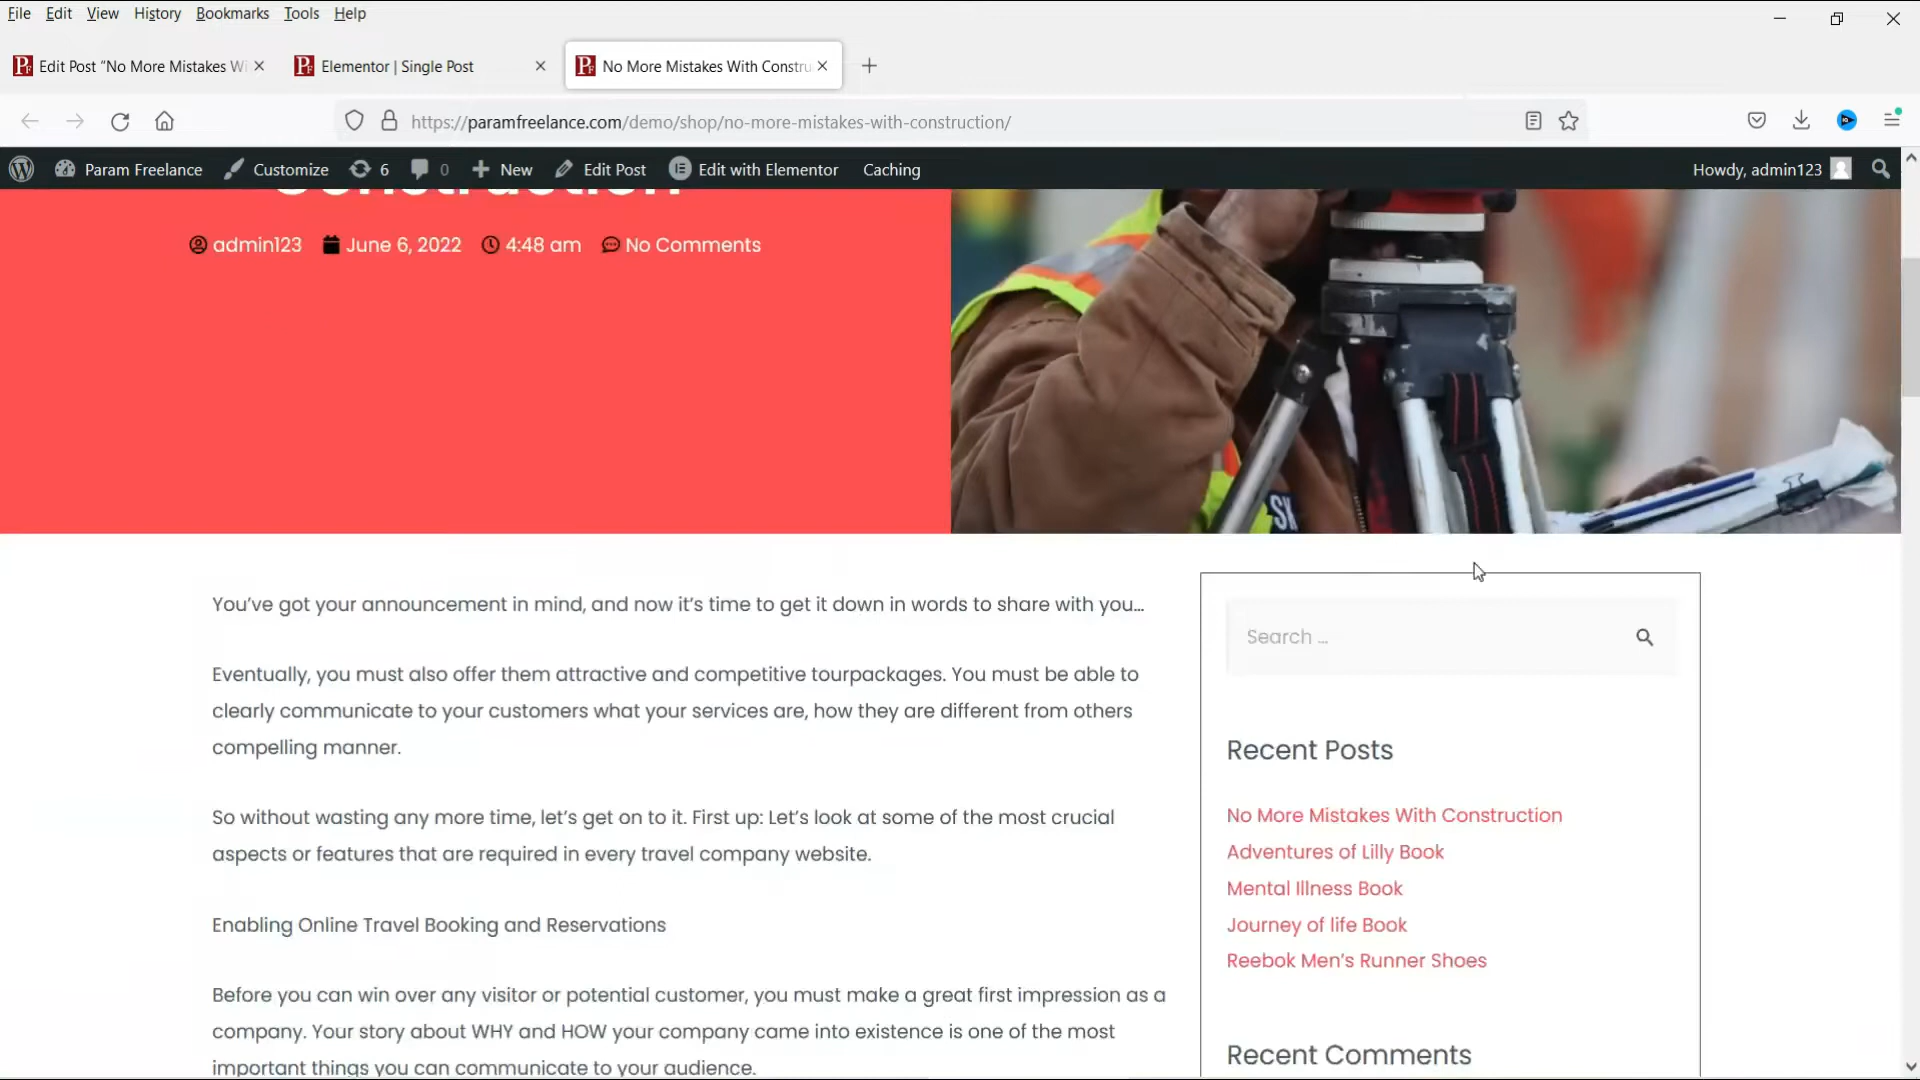 File Edit View History Bookmarks Tools Help
Edit Post “No More Mistakes Wi
Elementor | Single Post
No More Mistakes With Constru
https://paramfreelance.com/demo/shop/no-more-mistakes-with-construction/
Param Freelance Customize 6 0 New Edit Post Edit with Elementor Caching Howdy, admin123
Construction
admin123 June 6, 2022 4:48 am No Comments
You’ve got your announcement in mind, and now it’s time to get it down in words to share with you…
Eventually, you must also offer them attractive and competitive tourpackages. You must be able to
clearly communicate to your customers what your services are, how they are different from others
compelling manner.
So without wasting any more time, let’s get on to it. First up: Let’s look at some of the most crucial
aspects or features that are required in every travel company website.
Enabling Online Travel Booking and Reservations
Before you can win over any visitor or potential customer, you must make a great first impression as a
company. Your story about WHY and HOW your company came into existence is one of the most
important things you can communicate to your audience.
Search ...
Recent Posts
No More Mistakes With Construction
Adventures of Lilly Book
Mental Illness Book
Journey of life Book
Reebok Men’s Runner Shoes
Recent Comments